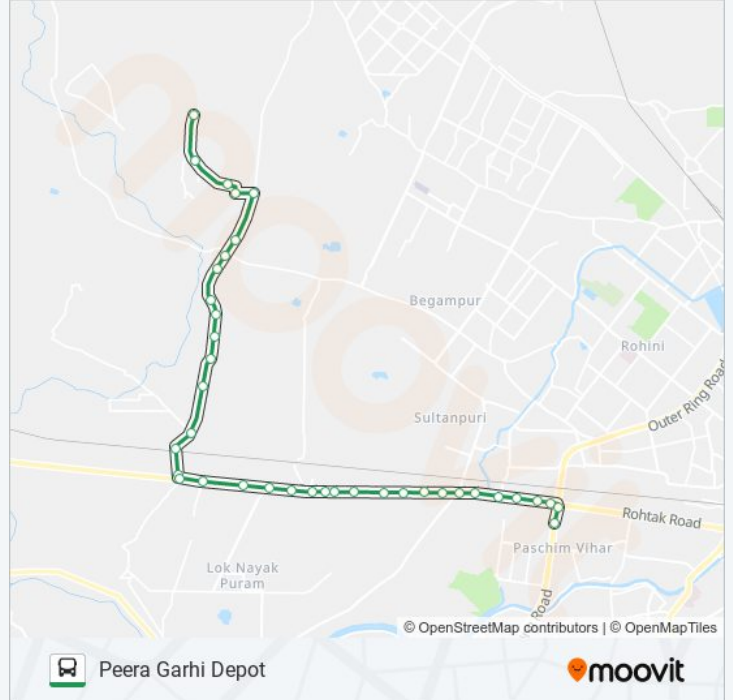 Begampur
Rohini
Outer Ring Road
Sultanpuri
Rohtak Road
Paschim Vihar
Lok Nayak
Puram
Road
© OpenStreetMap contributors | © OpenMapTiles
Peera Garhi Depot
moovit
moovit